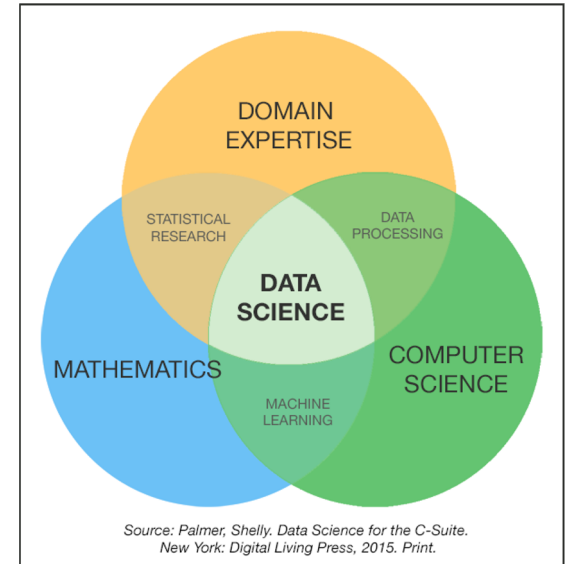 DOMAIN
EXPERTISE
STATISTICAL
RESEARCH
DATA
PROCESSING
DATA
SCIENCE
MATHEMATICS
COMPUTER
SCIENCE
MACHINE
LEARNING
Source: Palmer, Shelly. Data Science for the C-Suite.
New York: Digital Living Press, 2015. Print.